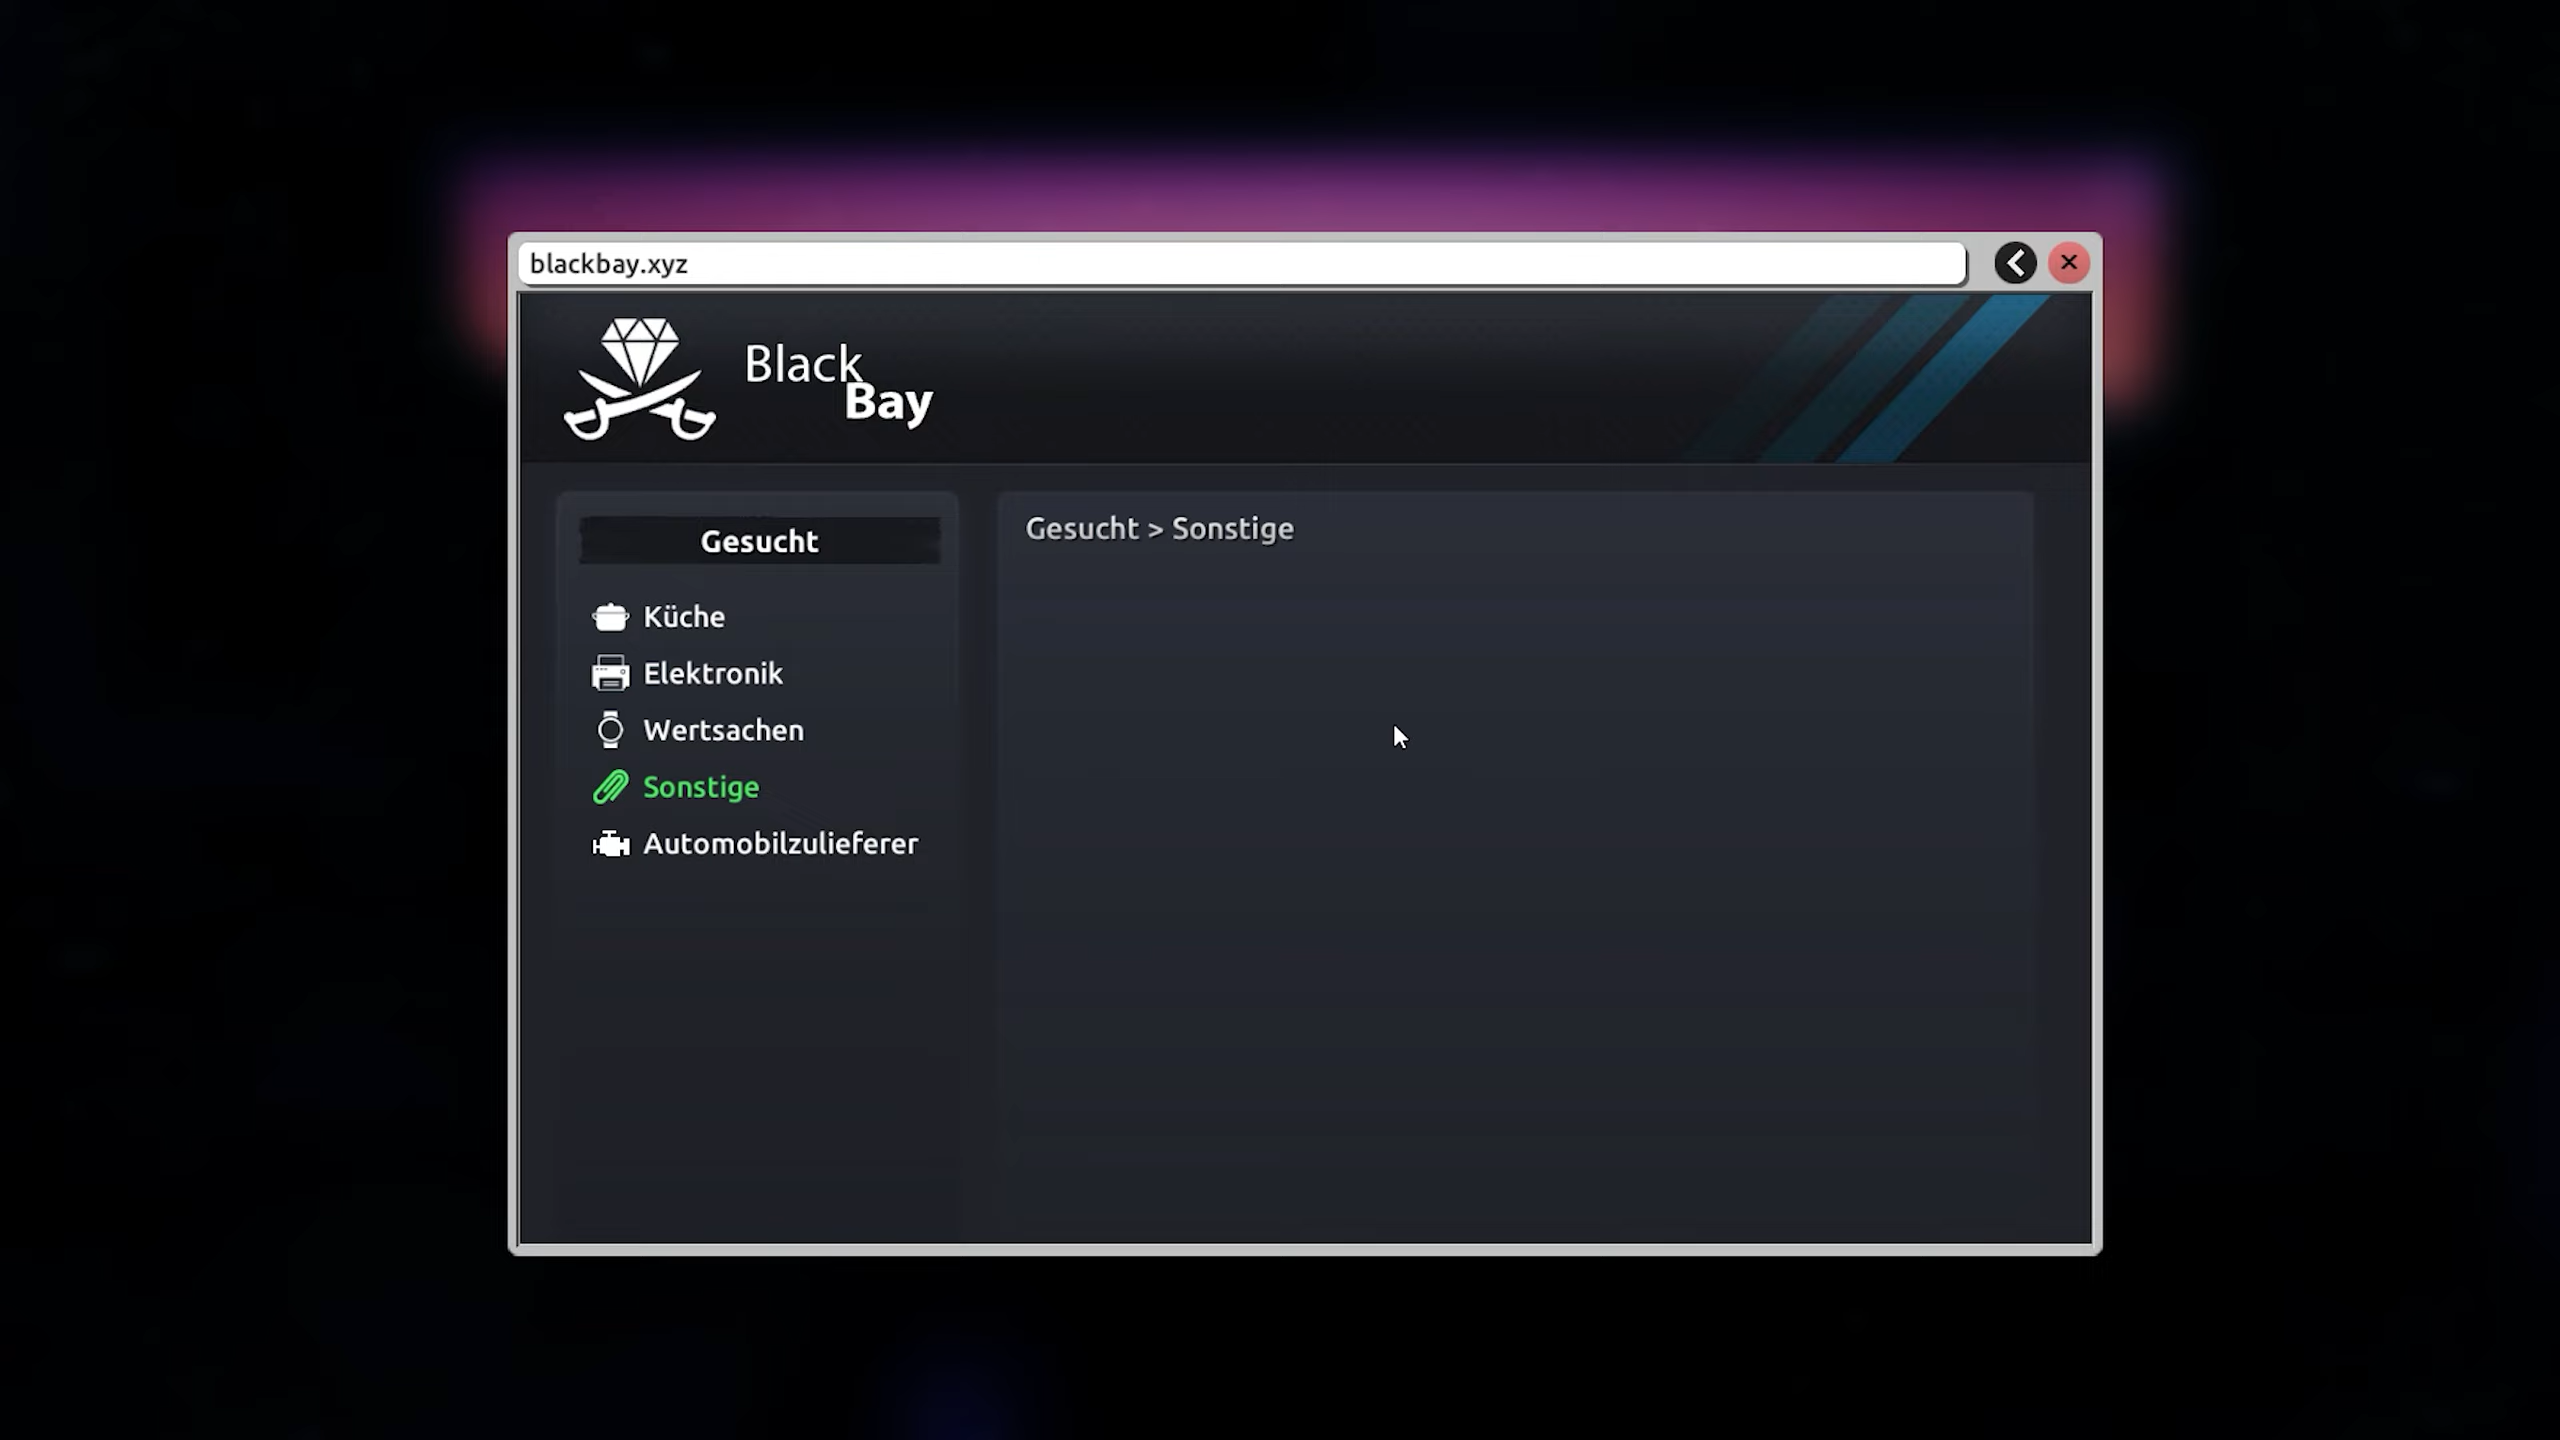 blackbay.xyz
Black
Bay
Gesucht
Küche
Elektronik
Wertsachen
Sonstige
Automobilzulieferer
Gesucht > Sonstige